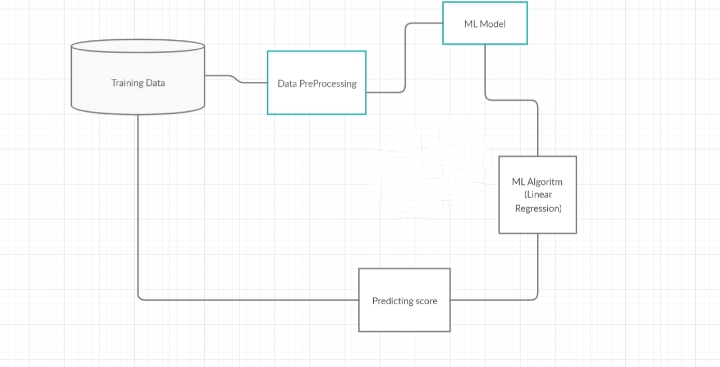 ML Model
Training Data
Data PreProcessing
ML Algoritm
(Linear
Regression)
Predicting score